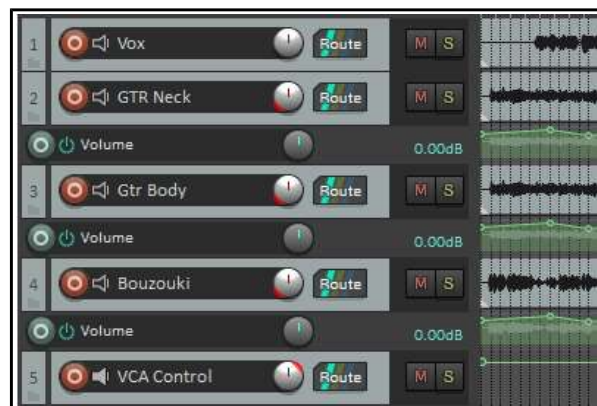 1 Vox Route M S
2 GTR Neck Route M S
Volume 0.00dB
3 Gtr Body Route M S
Volume 0.00dB
4 Bouzouki Route M S
Volume 0.00dB
5 VCA Control Route M S